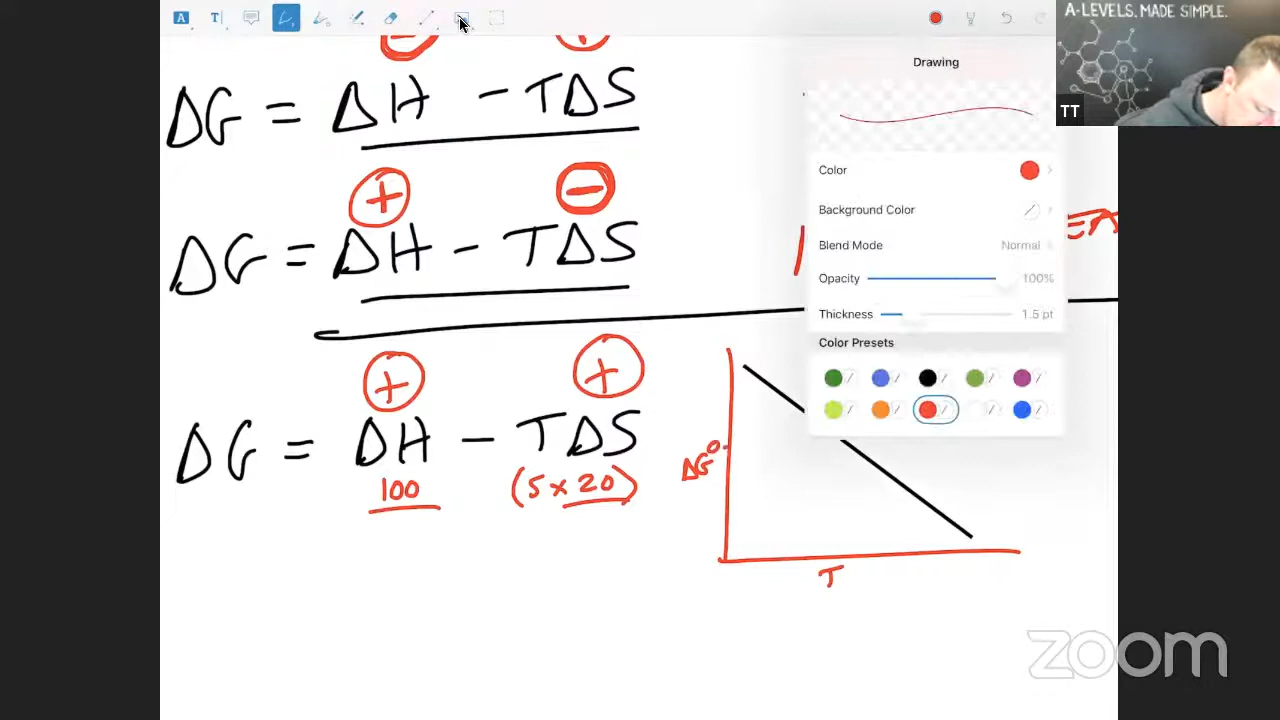 A-LEVELS. MADE SIMPLE.
TT
A T
Drawing
Color
Background Color
Blend Mode Normal
Opacity 100%
Thickness 1.5 pt
Color Presets
− +
ΔG = ΔH − TΔS
+ −
ΔG = ΔH − TΔS
+ +
ΔG = ΔH − TΔS
100 (5 x 20)
ΔG 0
T
zoom